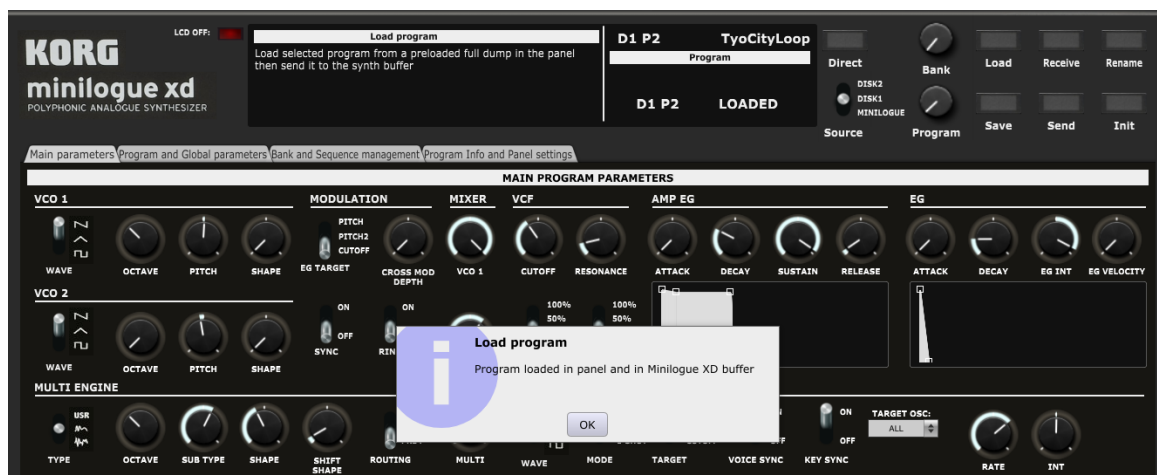 KORG
minilogue xd
POLYPHONIC ANALOGUE SYNTHESIZER
LCD OFF:
Load program
Load selected program from a preloaded full dump in the panel
then send it to the synth buffer
D1 P2 TyoCityLoop
Program
D1 P2 LOADED
Direct
Bank
Load Receive Rename
DISK2
DISK1
MINILOGUE
Source
Program
Save Send Init
Main parameters Program and Global parameters Bank and Sequence management Program Info and Panel settings
MAIN PROGRAM PARAMETERS
VCO 1 MODULATION MIXER VCF AMP EG EG
PITCH
PITCH2
CUTOFF
WAVE OCTAVE PITCH SHAPE EG TARGET CROSS MOD DEPTH VCO 1 CUTOFF RESONANCE ATTACK DECAY SUSTAIN RELEASE ATTACK DECAY EG INT EG VELOCITY
VCO 2
ON ON 100% 100%
50% 50%
OFF
SYNC
WAVE OCTAVE PITCH SHAPE
Load program
Program loaded in panel and in Minilogue XD buffer
OK
MULTI ENGINE
USR
ON
OFF
TARGET OSC:
ALL
TYPE OCTAVE SUB TYPE SHAPE SHIFT SHAPE ROUTING MULTI WAVE MODE TARGET VOICE SYNC KEY SYNC RATE INT